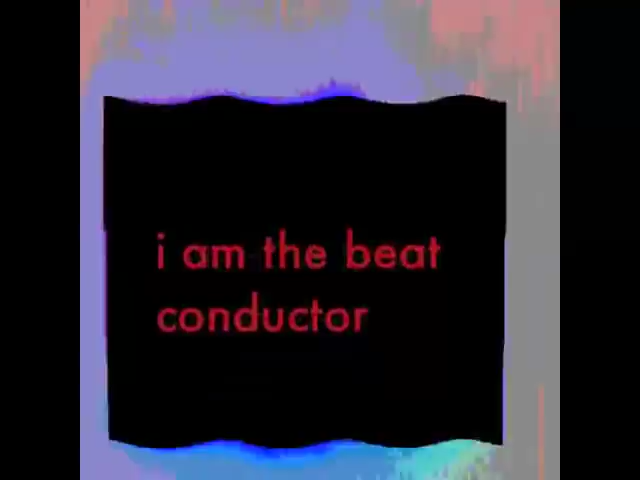 i am the beat
conductor